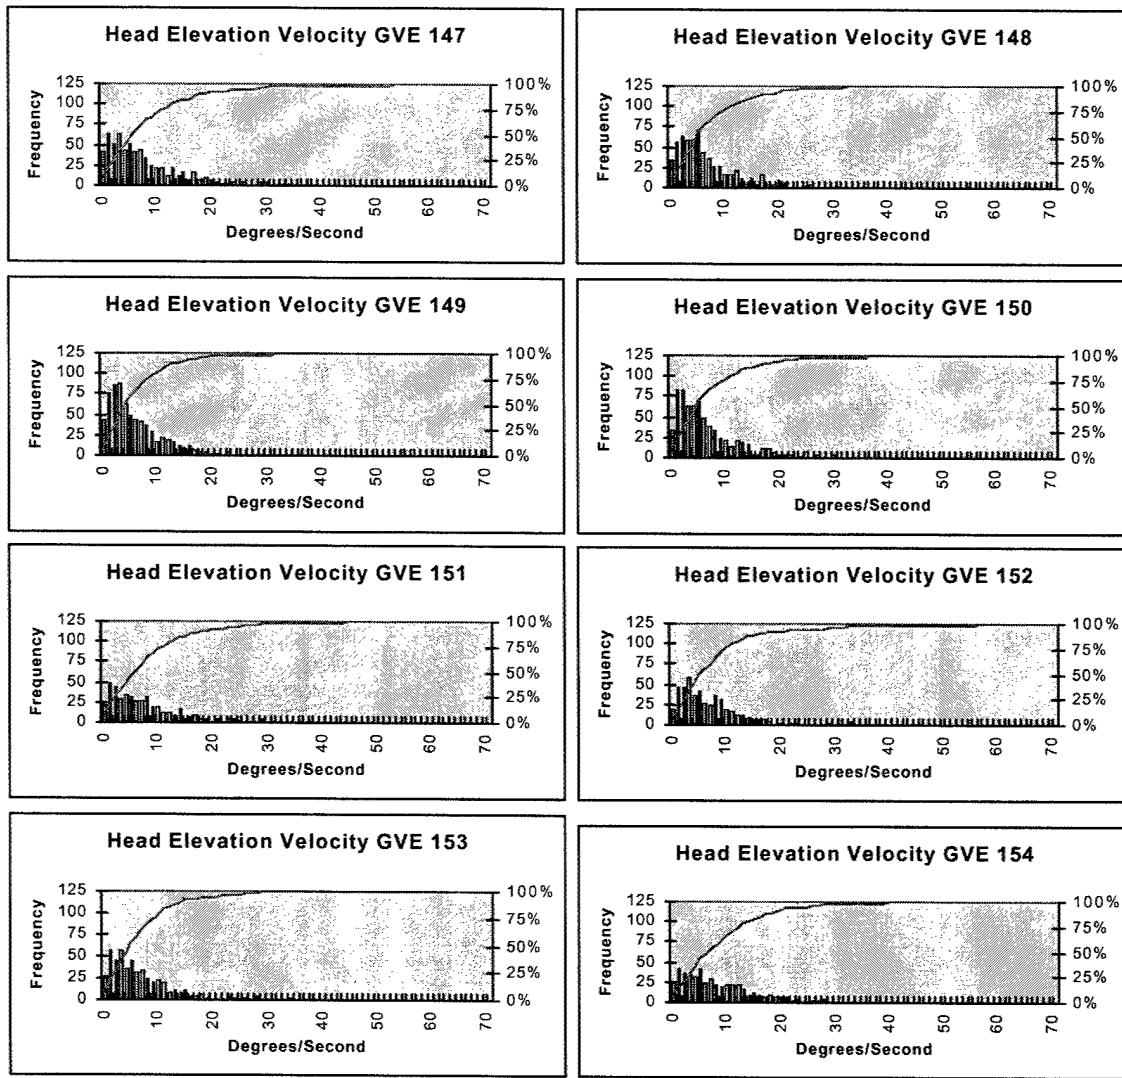 Head Elevation Velocity GVE 147
Frequency
125
100
75
50
25
0
100%
75%
50%
25%
0%
0 10 20 30 40 50 60 70
Degrees/Second
Head Elevation Velocity GVE 148
Frequency
125
100
75
50
25
0
100%
75%
50%
25%
0%
0 10 20 30 40 50 60 70
Degrees/Second
Head Elevation Velocity GVE 149
Frequency
125
100
75
50
25
0
100%
75%
50%
25%
0%
0 10 20 30 40 50 60 70
Degrees/Second
Head Elevation Velocity GVE 150
Frequency
125
100
75
50
25
0
100%
75%
50%
25%
0%
0 10 20 30 40 50 60 70
Degrees/Second
Head Elevation Velocity GVE 151
Frequency
125
100
75
50
25
0
100%
75%
50%
25%
0%
0 10 20 30 40 50 60 70
Degrees/Second
Head Elevation Velocity GVE 152
Frequency
125
100
75
50
25
0
100%
75%
50%
25%
0%
0 10 20 30 40 50 60 70
Degrees/Second
Head Elevation Velocity GVE 153
Frequency
125
100
75
50
25
0
100%
75%
50%
25%
0%
0 10 20 30 40 50 60 70
Degrees/Second
Head Elevation Velocity GVE 154
Frequency
125
100
75
50
25
0
100%
75%
50%
25%
0%
0 10 20 30 40 50 60 70
Degrees/Second